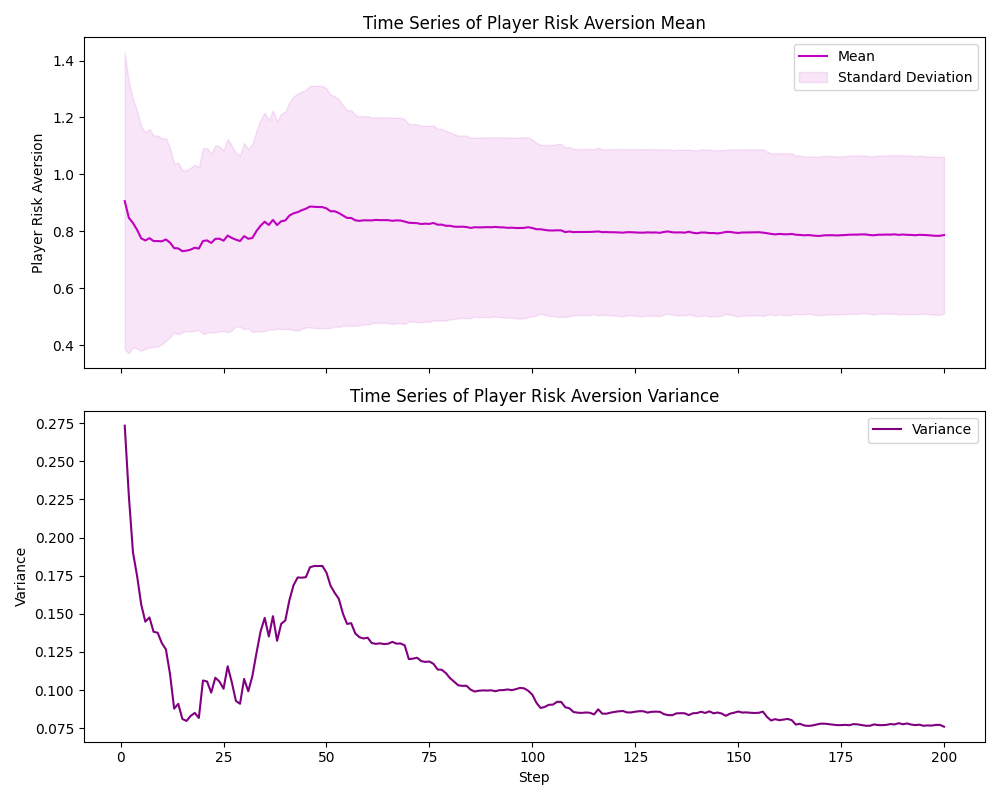 Time Series of Player Risk Aversion Mean
Mean
Standard Deviation
Player Risk Aversion
1.4
1.2
1.0
0.8
0.6
0.4
Time Series of Player Risk Aversion Variance
Variance
Variance
0.275
0.250
0.225
0.200
0.175
0.150
0.125
0.100
0.075
0 25 50 75 100 125 150 175 200
Step